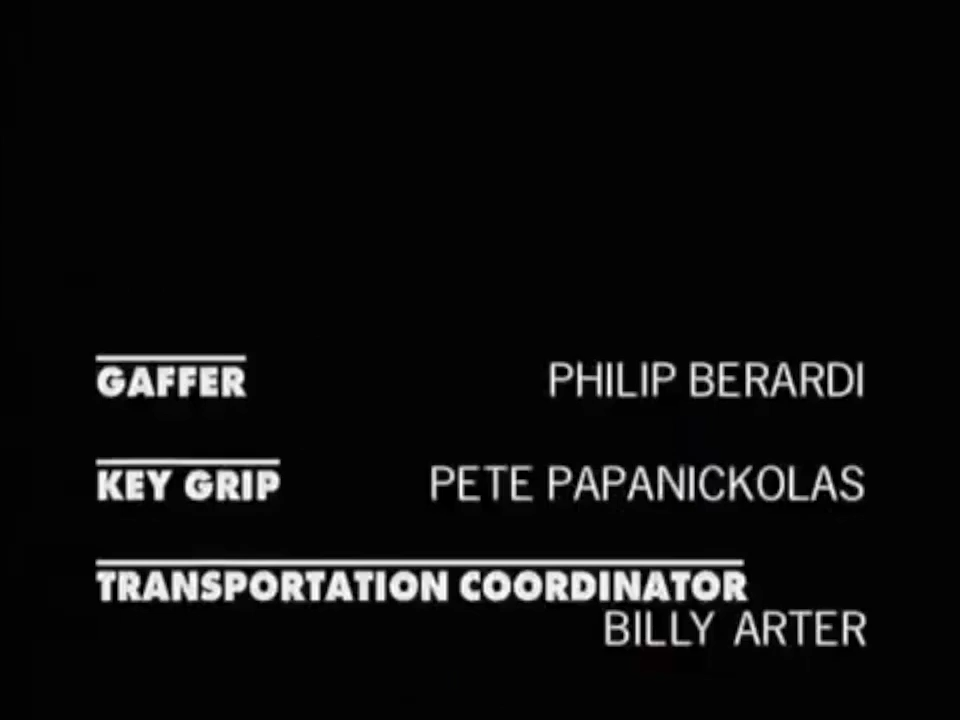 GAFFER PHILIP BERARDI
KEY GRIP PETE PAPANICKOLAS
TRANSPORTATION COORDINATOR
BILLY ARTER